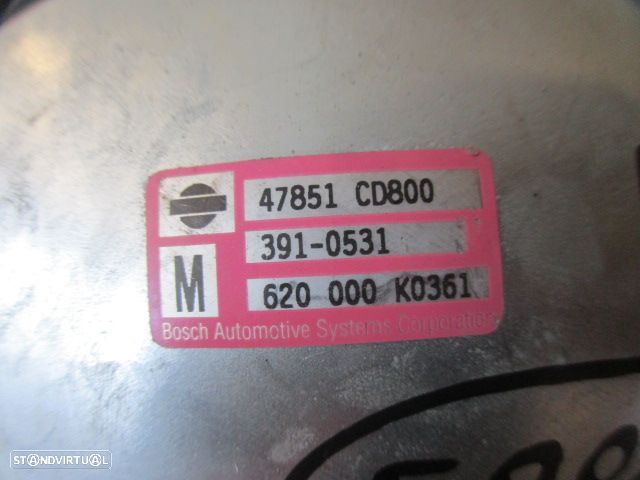 47851 CD800
391-0531
M
620 000 K0361
Bosch Automotive Systems Corporation
STANDVIRTUAL